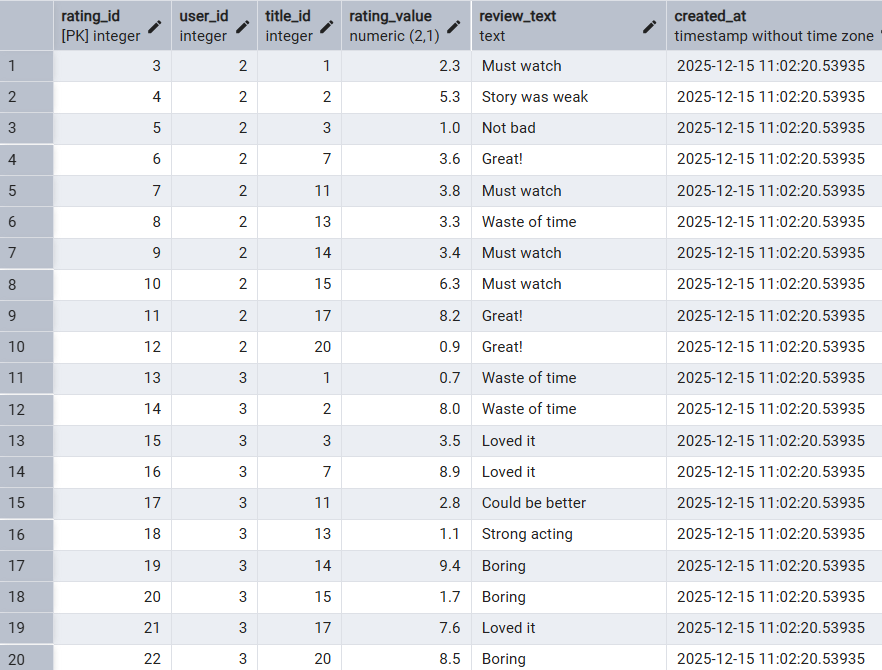 rating_id user_id title_id rating_value review_text created_at
[PK] integer integer integer numeric (2,1) text timestamp without time zone
1 3 2 1 2.3 Must watch 2025-12-15 11:02:20.53935
2 4 2 2 5.3 Story was weak 2025-12-15 11:02:20.53935
3 5 2 3 1.0 Not bad 2025-12-15 11:02:20.53935
4 6 2 7 3.6 Great! 2025-12-15 11:02:20.53935
5 7 2 11 3.8 Must watch 2025-12-15 11:02:20.53935
6 8 2 13 3.3 Waste of time 2025-12-15 11:02:20.53935
7 9 2 14 3.4 Must watch 2025-12-15 11:02:20.53935
8 10 2 15 6.3 Must watch 2025-12-15 11:02:20.53935
9 11 2 17 8.2 Great! 2025-12-15 11:02:20.53935
10 12 2 20 0.9 Great! 2025-12-15 11:02:20.53935
11 13 3 1 0.7 Waste of time 2025-12-15 11:02:20.53935
12 14 3 2 8.0 Waste of time 2025-12-15 11:02:20.53935
13 15 3 3 3.5 Loved it 2025-12-15 11:02:20.53935
14 16 3 7 8.9 Loved it 2025-12-15 11:02:20.53935
15 17 3 11 2.8 Could be better 2025-12-15 11:02:20.53935
16 18 3 13 1.1 Strong acting 2025-12-15 11:02:20.53935
17 19 3 14 9.4 Boring 2025-12-15 11:02:20.53935
18 20 3 15 1.7 Boring 2025-12-15 11:02:20.53935
19 21 3 17 7.6 Loved it 2025-12-15 11:02:20.53935
20 22 3 20 8.5 Boring 2025-12-15 11:02:20.53935